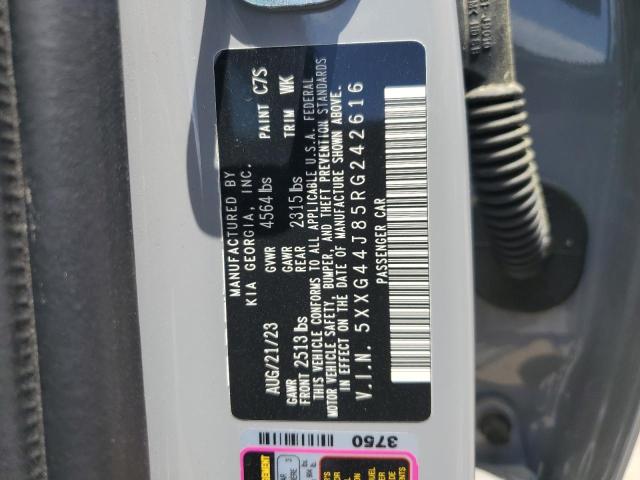 MANUFACTURED BY
KIA GEORGIA, INC.
AUG/21/23 GVWR 4564 lbs PAINT C7S
GAWR FRONT 2513 lbs GAWR REAR 2315 lbs TRIM WK
THIS VEHICLE CONFORMS TO ALL APPLICABLE U.S.A. FEDERAL
MOTOR VEHICLE SAFETY, BUMPER, AND THEFT PREVENTION STANDARDS
IN EFFECT ON THE DATE OF MANUFACTURE SHOWN ABOVE.
V.I.N. 5XXG44J85RG242616
PASSENGER CAR
3750